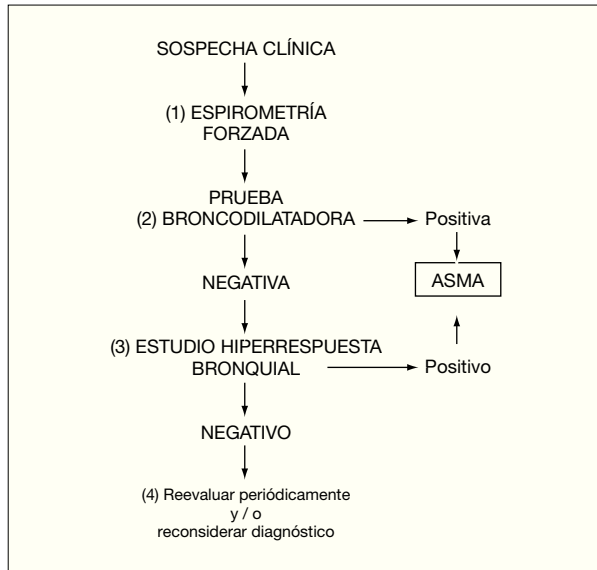 SOSPECHA CLÍNICA
(1) ESPIROMETRÍA
FORZADA
PRUEBA
(2) BRONCODILATADORA
Positiva
NEGATIVA
ASMA
(3) ESTUDIO HIPERRESPUESTA
BRONQUIAL
Positivo
NEGATIVO
(4) Reevaluar periódicamente
y / o
reconsiderar diagnóstico